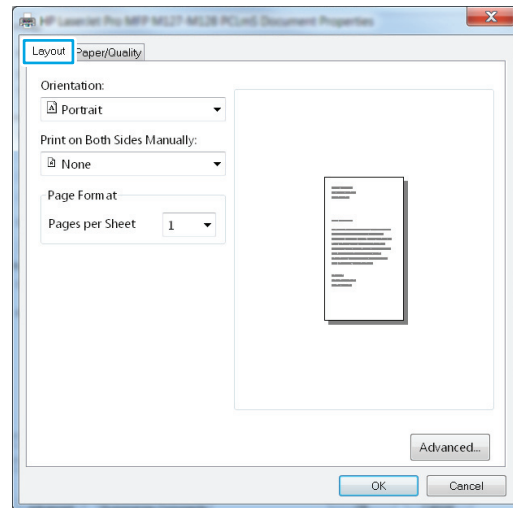 HP LaserJet Pro MFP M127-M128 PCLmS Document Properties
Layout Paper/Quality
Orientation:
Portrait
Print on Both Sides Manually:
None
Page Format
Pages per Sheet 1
Advanced...
OK Cancel